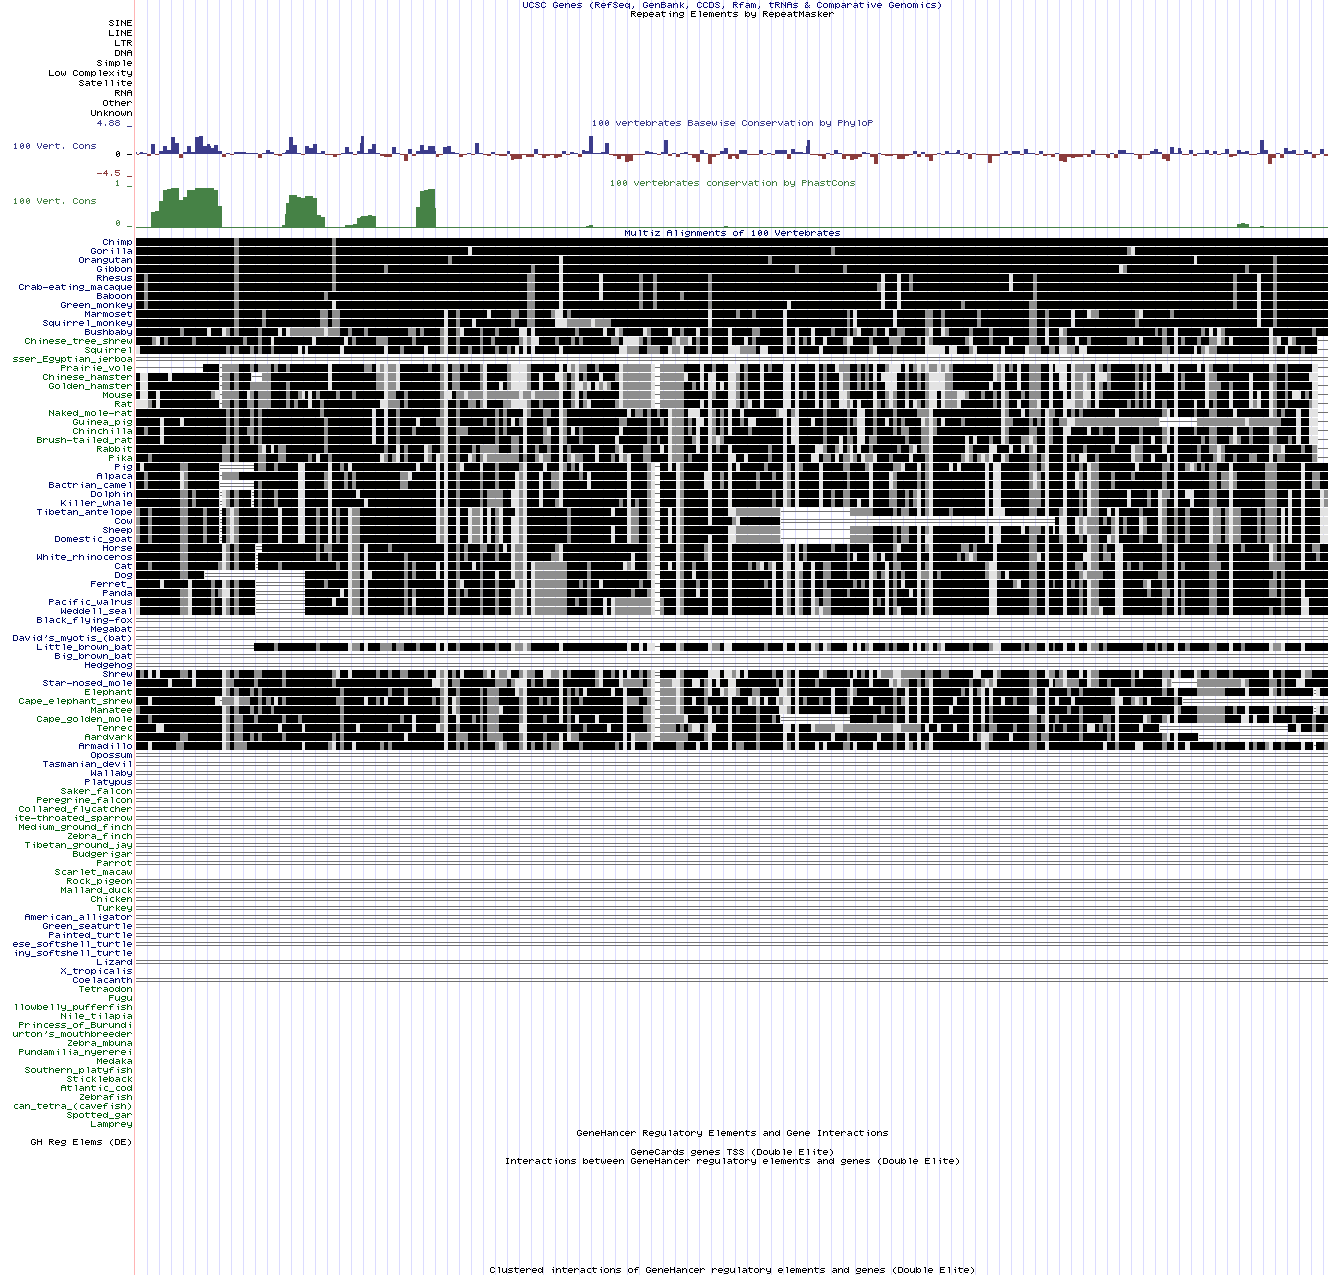 UCSC Genes (RefSeq, GenBank, CCDS, Rfam, tRNAs & Comparative Genomics)
Repeating Elements by RepeatMasker
SINE
LINE
LTR
DNA
Simple
Low Complexity
Satellite
RNA
Other
Unknown
4.88 _
100 vertebrates Basewise Conservation by PhyloP
100 Vert. Cons
0 -
-4.5 _
1 _
100 vertebrates conservation by PhastCons
100 Vert. Cons
0 _
Multiz Alignments of 100 Vertebrates
Chimp
Gorilla
Orangutan
Gibbon
Rhesus
Crab-eating_macaque
Baboon
Green_monkey
Marmoset
Squirrel_monkey
Bushbaby
Chinese_tree_shrew
Squirrel
sser_Egyptian_jerboa
Prairie_vole
Chinese_hamster
Golden_hamster
Mouse
Rat
Naked_mole-rat
Guinea_pig
Chinchilla
Brush-tailed_rat
Rabbit
Pika
Pig
Alpaca
Bactrian_camel
Dolphin
Killer_whale
Tibetan_antelope
Cow
Sheep
Domestic_goat
Horse
White_rhinoceros
Cat
Dog
Ferret_
Panda
Pacific_walrus
Weddell_seal
Black_flying-fox
Megabat
David's_myotis_(bat)
Little_brown_bat
Big_brown_bat
Hedgehog
Shrew
Star-nosed_mole
Elephant
Cape_elephant_shrew
Manatee
Cape_golden_mole
Tenrec
Aardvark
Armadillo
Opossum
Tasmanian_devil
Wallaby
Platypus
Saker_falcon
Peregrine_falcon
Collared_flycatcher
ite-throated_sparrow
Medium_ground_finch
Zebra_finch
Tibetan_ground_jay
Budgerigar
Parrot
Scarlet_macaw
Rock_pigeon
Mallard_duck
Chicken
Turkey
American_alligator
Green_seaturtle
Painted_turtle
ese_softshell_turtle
iny_softshell_turtle
Lizard
X_tropicalis
Coelacanth
Tetraodon
Fugu
llowbelly_pufferfish
Nile_tilapia
Princess_of_Burundi
urton's_mouthbreeder
Zebra_mbuna
Pundamilia_nyererei
Medaka
Southern_platyfish
Stickleback
Atlantic_cod
Zebrafish
can_tetra_(cavefish)
Spotted_gar
Lamprey
GeneHancer Regulatory Elements and Gene Interactions
GH Reg Elems (DE)
GeneCards genes TSS (Double Elite)
Interactions between GeneHancer regulatory elements and genes (Double Elite)
Clustered interactions of GeneHancer regulatory elements and genes (Double Elite)